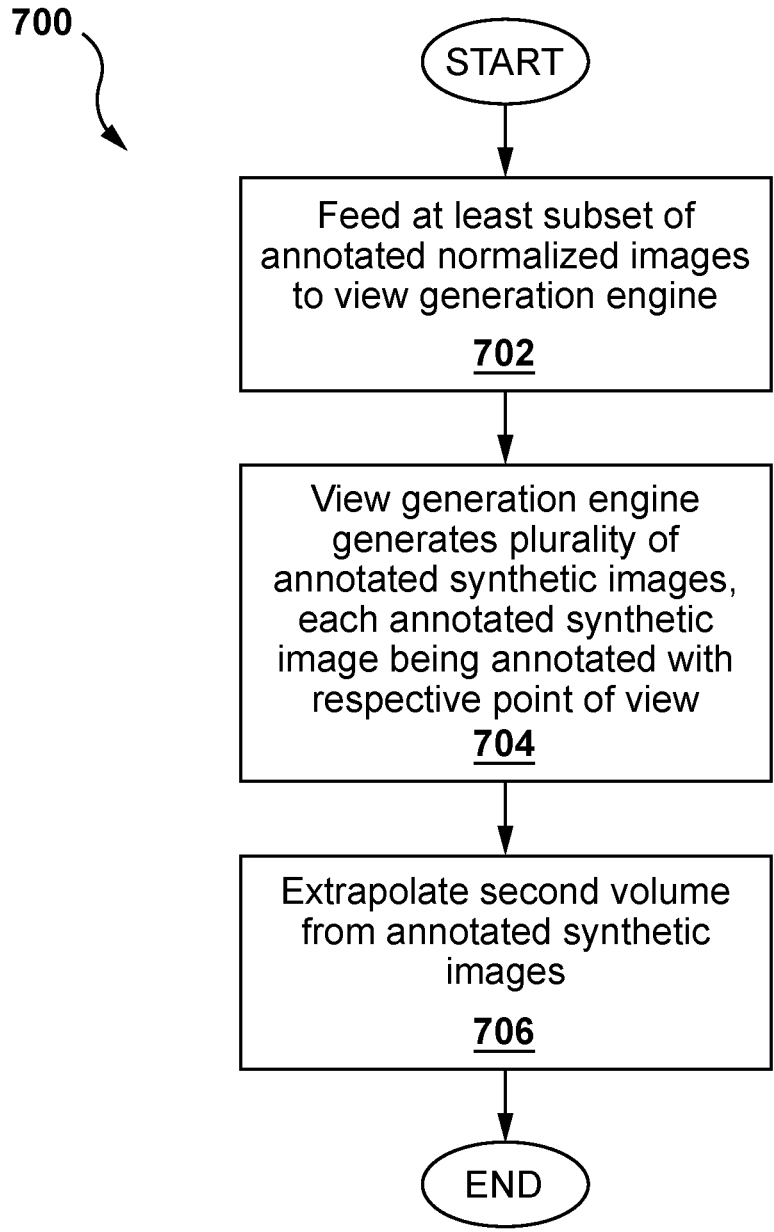 700
START
Feed at least subset of
annotated normalized images
to view generation engine
702
View generation engine
generates plurality of
annotated synthetic images,
each annotated synthetic
image being annotated with
respective point of view
704
Extrapolate second volume
from annotated synthetic
images
706
END